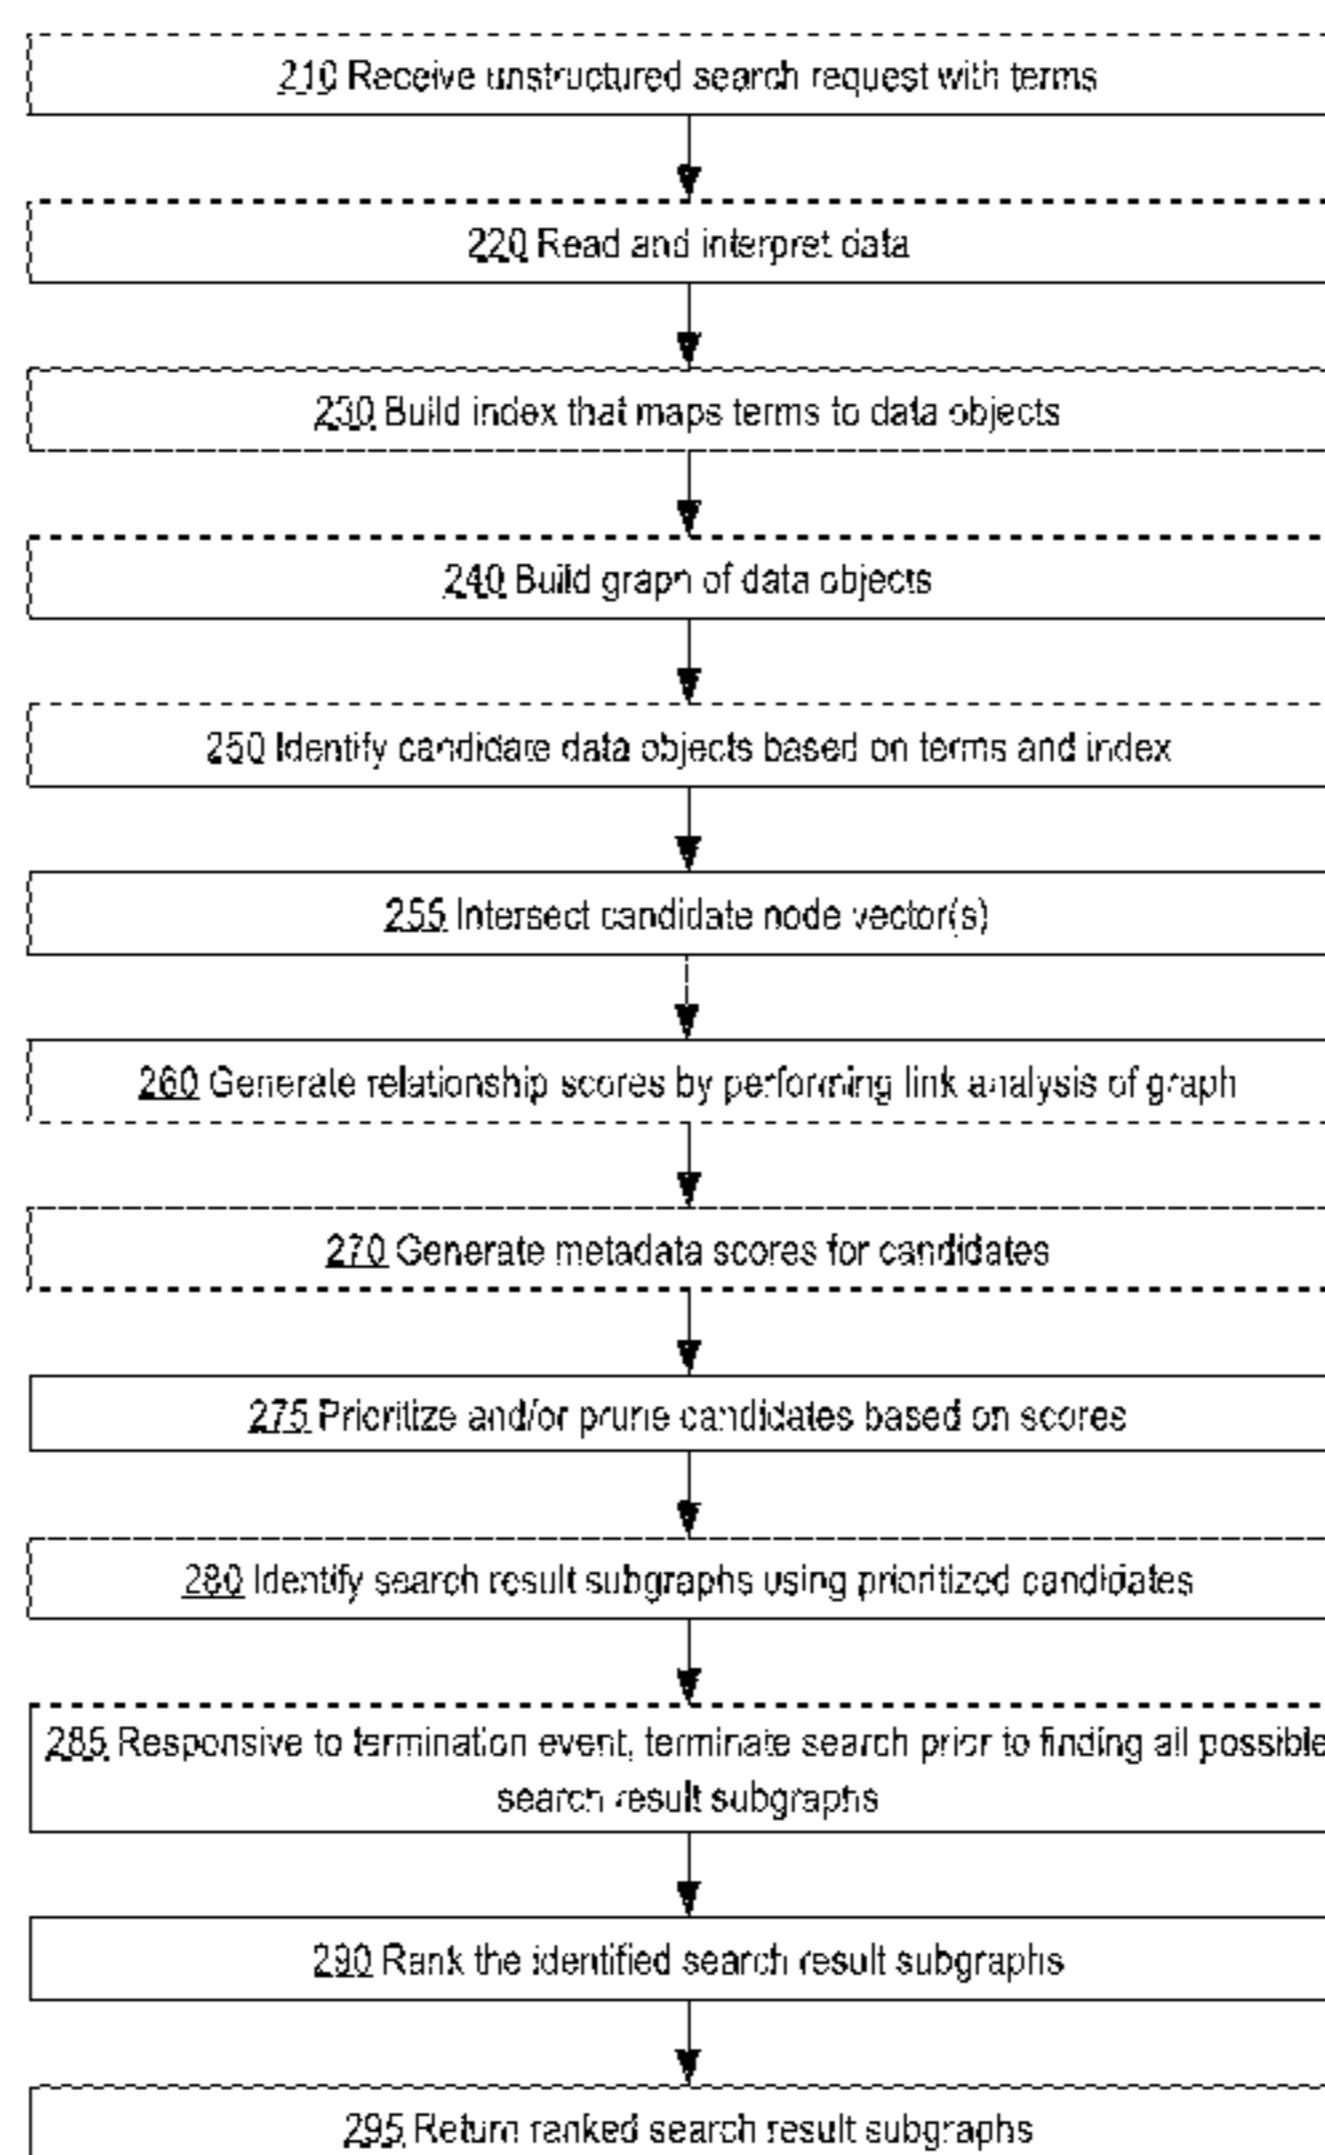 210 Receive unstructured search request with terms
220 Read and interpret data
230 Build index that maps terms to data objects
240 Build graph of data objects
250 Identify candidate data objects based on terms and index
255 Intersect candidate node vector(s)
260 Generate relationship scores by performing link analysis of graph
270 Generate metadata scores for candidates
275 Prioritize and/or prune candidates based on scores
280 Identify search result subgraphs using prioritized candidates
285 Responsive to termination event, terminate search prior to finding all possible
search result subgraphs
290 Rank the identified search result subgraphs
295 Return ranked search result subgraphs